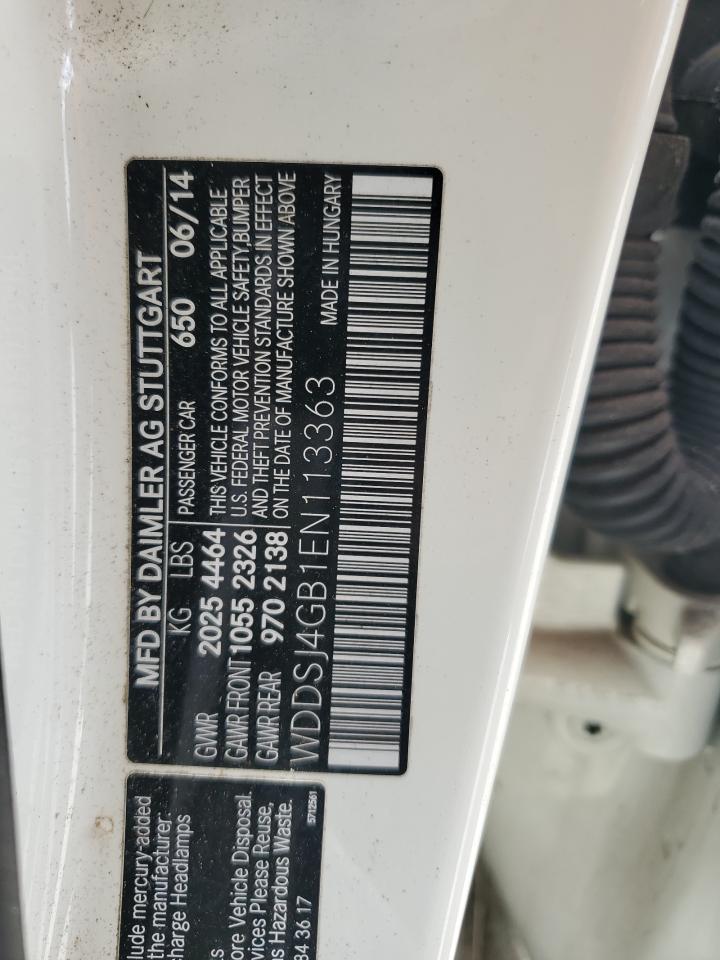 MFD BY DAIMLER AG STUTTGART
KG LBS PASSENGER CAR 650 06/14
GVWR 2025 4464 THIS VEHICLE CONFORMS TO ALL APPLICABLE
GAWR FRONT 1055 2326 U.S. FEDERAL MOTOR VEHICLE SAFETY,BUMPER
GAWR REAR 970 2138 AND THEFT PREVENTION STANDARDS IN EFFECT
ON THE DATE OF MANUFACTURE SHOWN ABOVE
WDDSJ4GB1EN113363 MADE IN HUNGARY
lude mercury-added
the manufacturer.
charge Headlamps
ore Vehicle Disposal.
vices Please Reuse,
s Hazardous Waste.
84 36 17 5712561